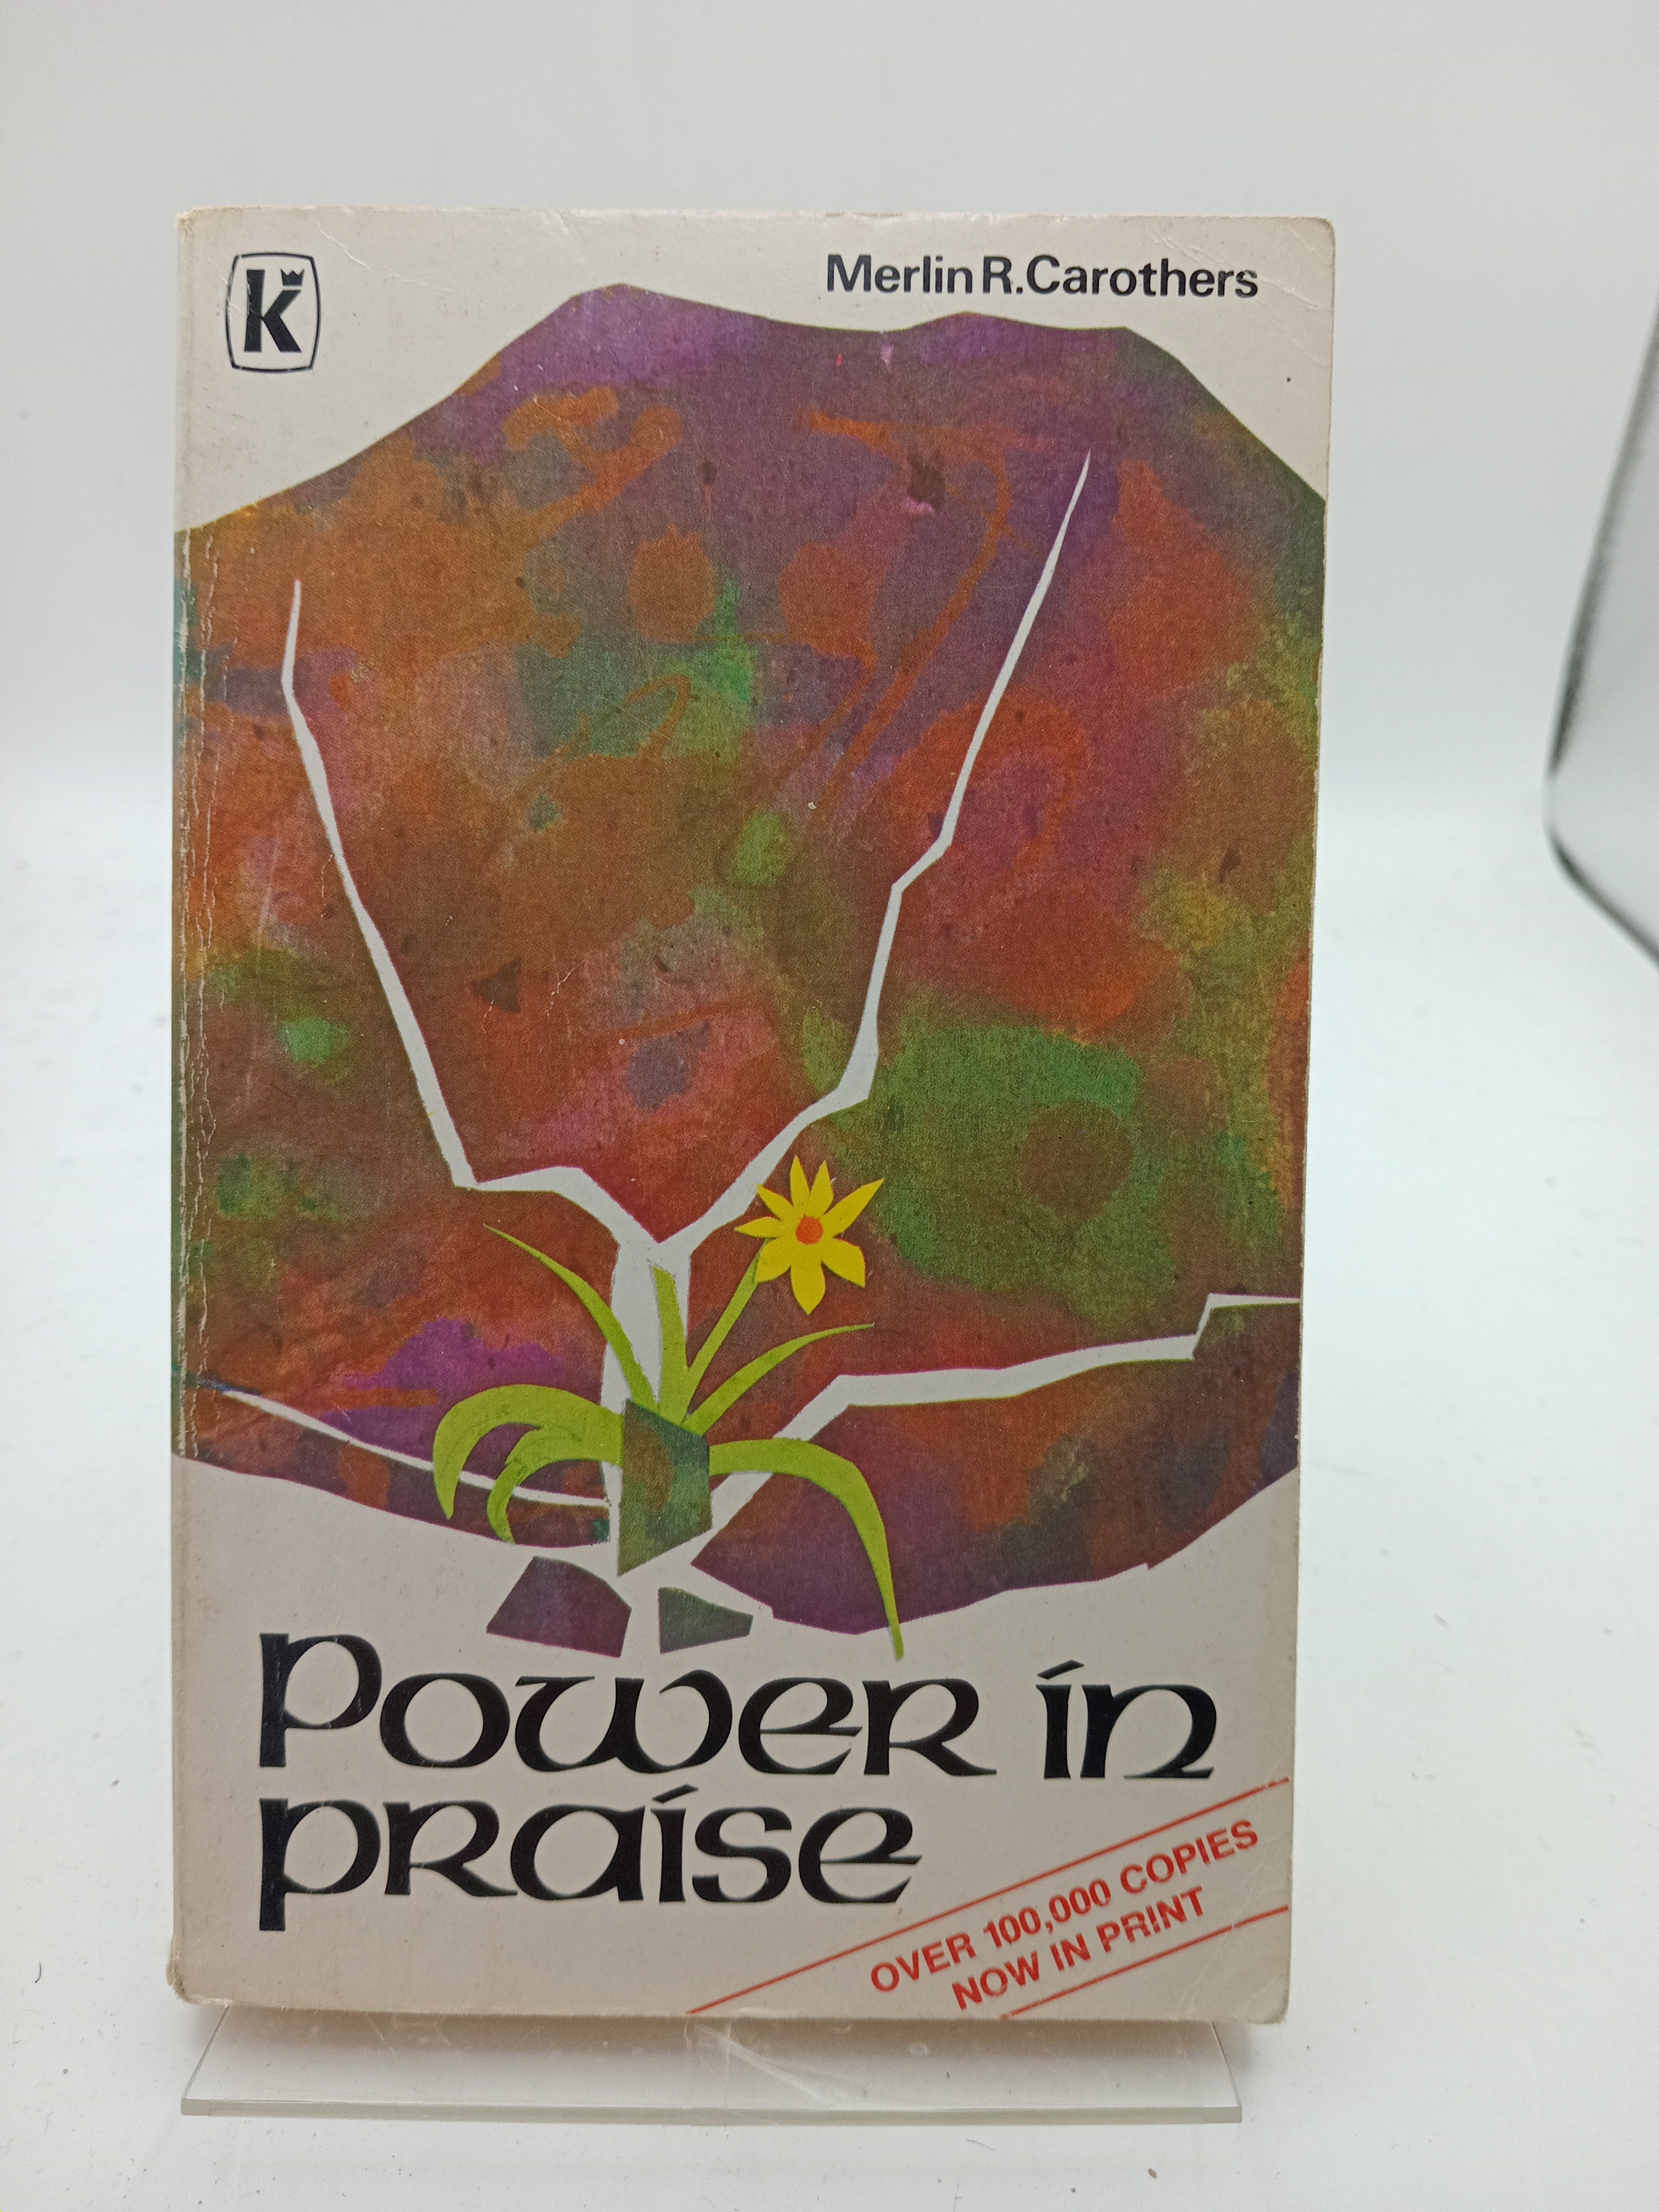 K
Merlin R. Carothers
Power in
praise
OVER 100,000 COPIES
NOW IN PRINT